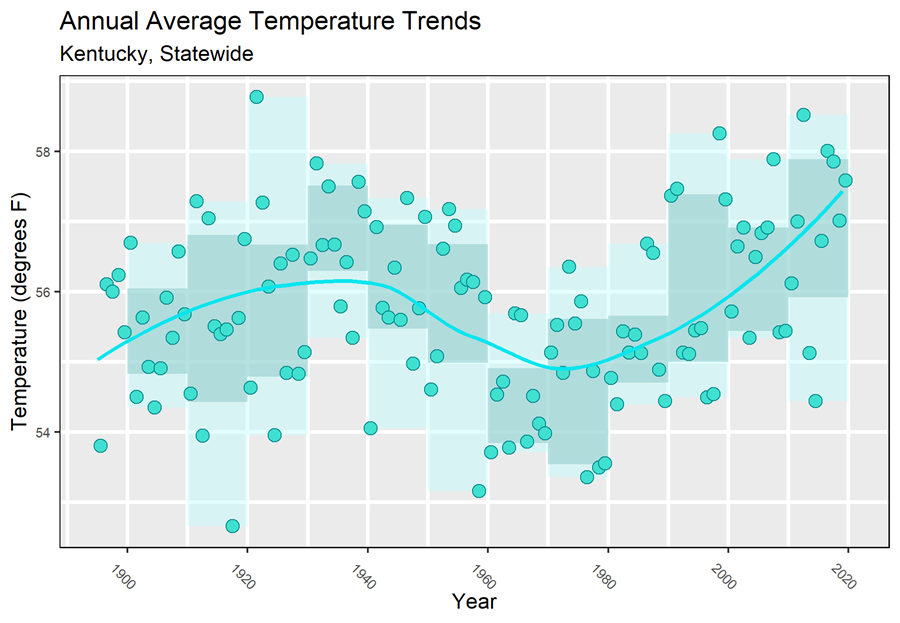 Annual Average Temperature Trends
Kentucky, Statewide
Temperature (degrees F)
58
56
54
1900
1920
1940
1960
1980
2000
2020
Year